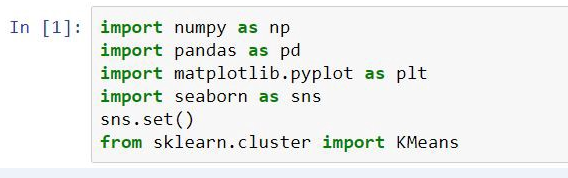 In [1]: import numpy as np
import pandas as pd
import matplotlib.pyplot as plt
import seaborn as sns
sns.set()
from sklearn.cluster import KMeans